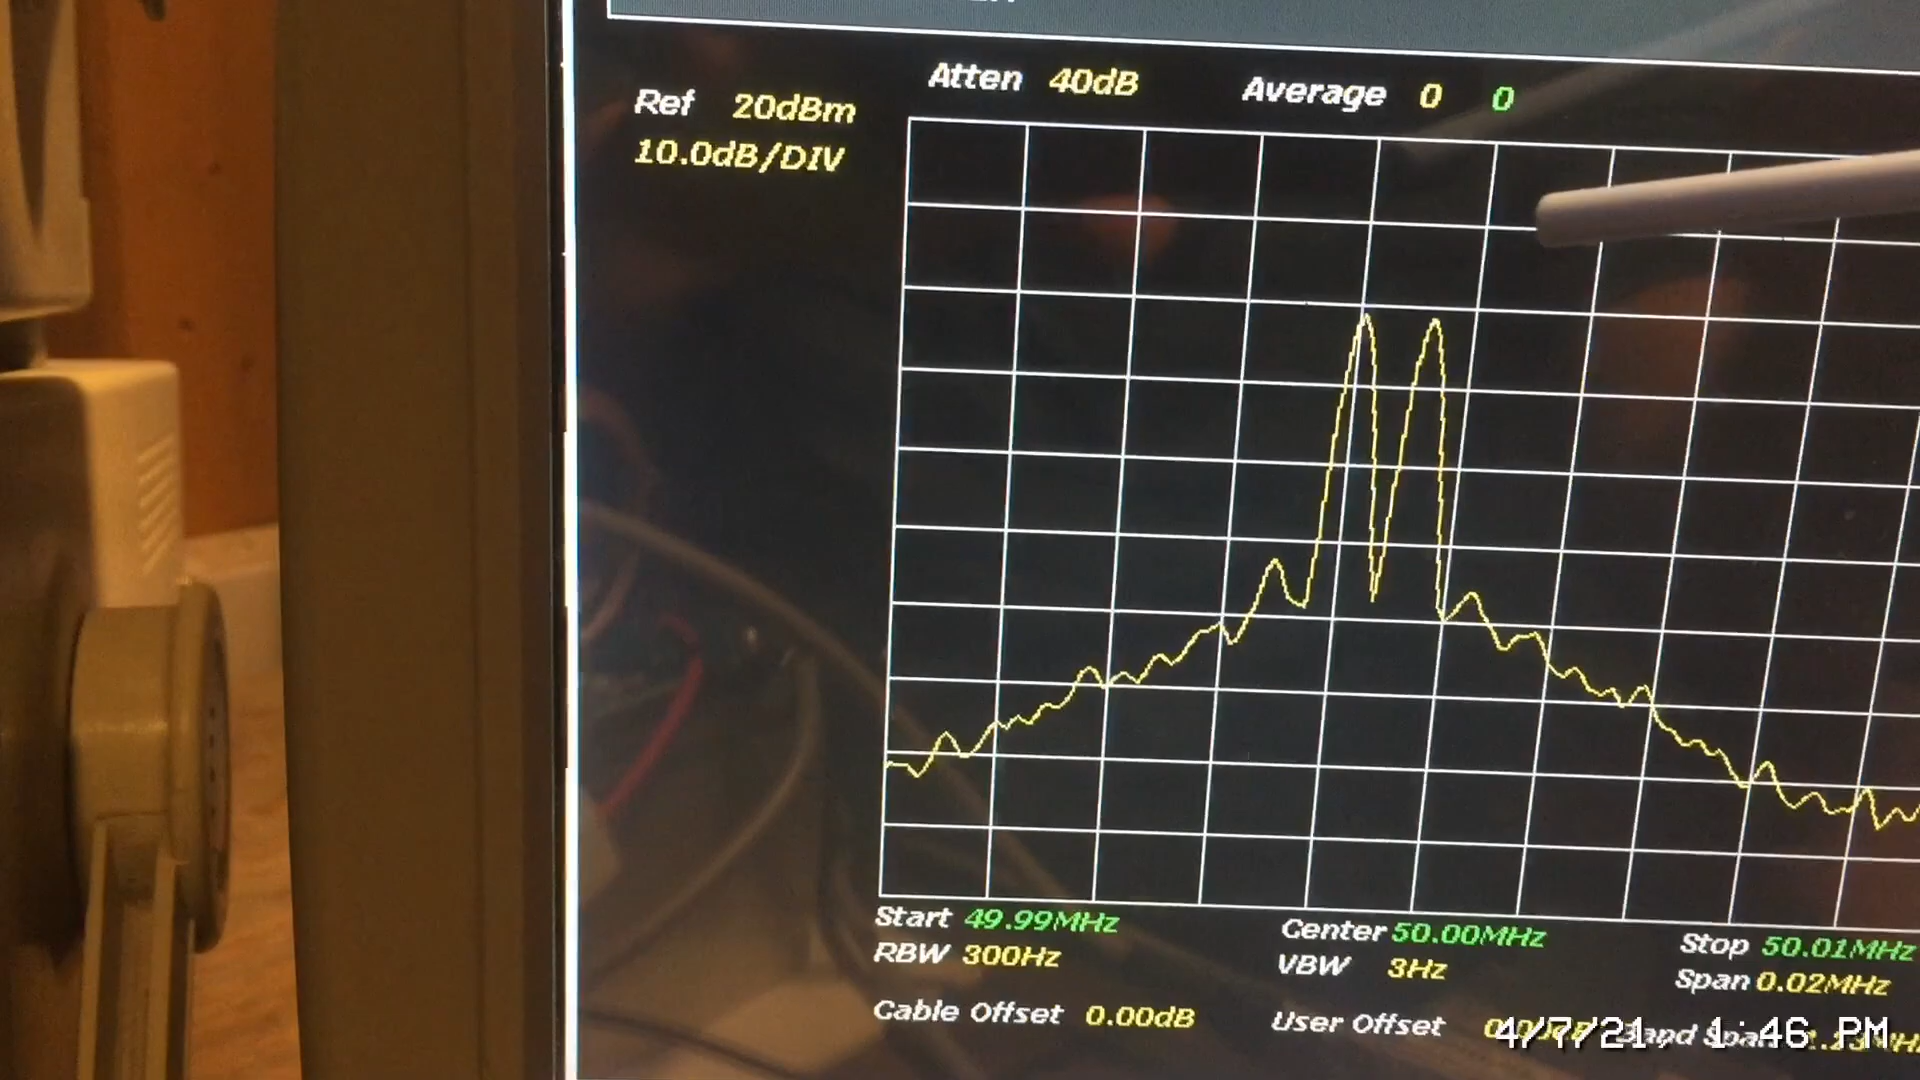 Atten 40dB Average 0 0
Ref 20dBm
10.0dB/DIV
Start 49.99MHz Center 50.00MHz Stop 50.01MHz
RBW 300Hz VBW 3Hz Span 0.02MHz
Cable Offset 0.00dB User Offset
4/7/21, 1:46 PM